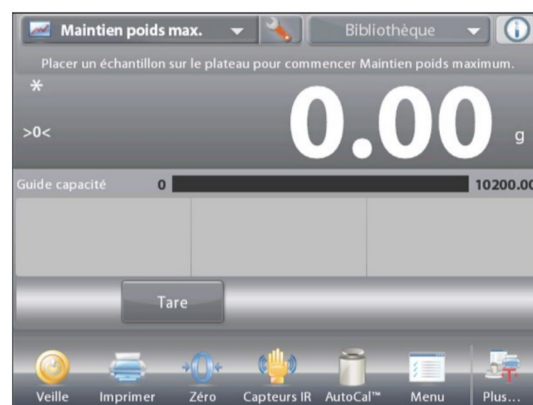 Maintien poids max. Bibliothèque
Placer un échantillon sur le plateau pour commencer Maintien poids maximum.
*
>0< 0.00 g
Guide capacité 0 10200.00
Tare
Veille Imprimer Zéro Capteurs IR AutoCal™ Menu Plus...